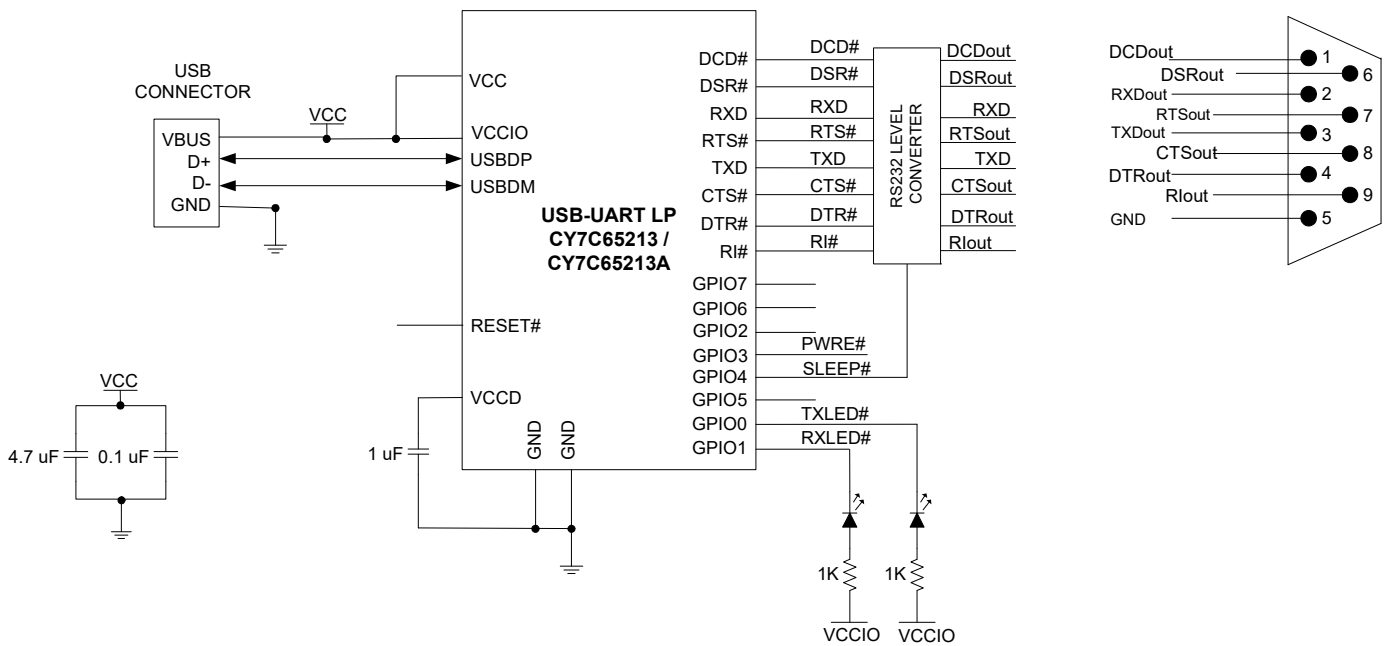 USB
CONNECTOR
VBUS
D+
D-
GND
VCC
VCC
VCCIO
USBDP
USBDM
RESET#
VCCD
GND
GND
USB-UART LP
CY7C65213 /
CY7C65213A
DCD#
DSR#
RXD
RTS#
TXD
CTS#
DTR#
RI#
GPIO7
GPIO6
GPIO2
GPIO3
GPIO4
GPIO5
GPIO0
GPIO1
DCD#
DSR#
RXD
RTS#
TXD
CTS#
DTR#
RI#
PWRE#
SLEEP#
TXLED#
RXLED#
RS232 LEVEL
CONVERTER
DCDout
DSRout
RXD
RTSout
TXD
CTSout
DTRout
RIout
DCDout 1
DSRout 6
RXDout 2
RTSout 7
TXDout 3
CTSout 8
DTRout 4
RIout 9
GND 5
VCC
4.7 uF
0.1 uF
1 uF
1K
1K
VCCIO
VCCIO